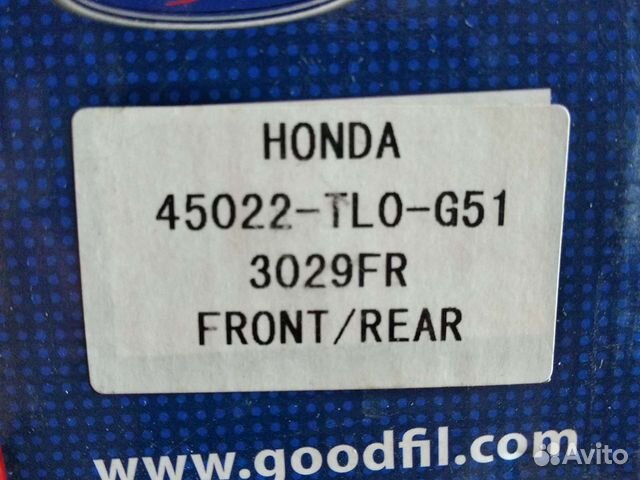 HONDA
45022-TL0-G51
3029FR
FRONT/REAR
www.goodfil.com
Avito